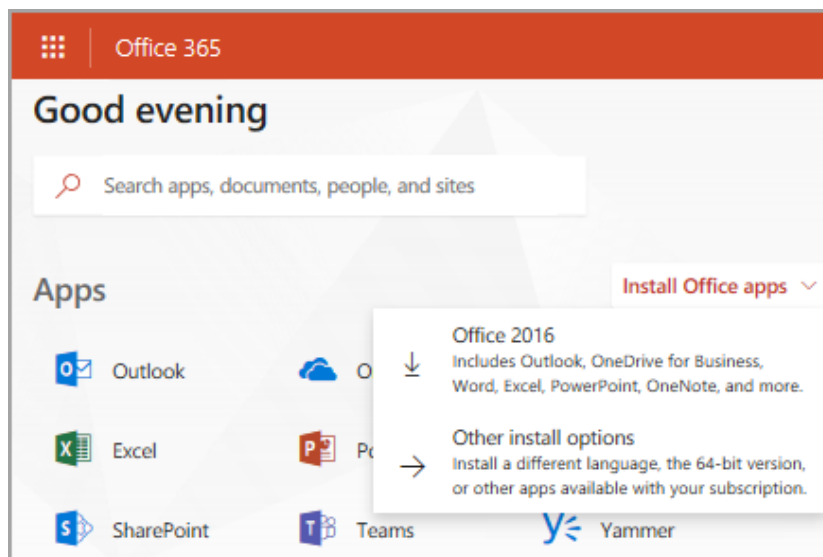 Office 365
Good evening
Search apps, documents, people, and sites
Apps
Install Office apps
Office 2016
Includes Outlook, OneDrive for Business,
Word, Excel, PowerPoint, OneNote, and more.
Other install options
Install a different language, the 64-bit version,
or other apps available with your subscription.
Outlook
Excel
SharePoint
Teams
Yammer